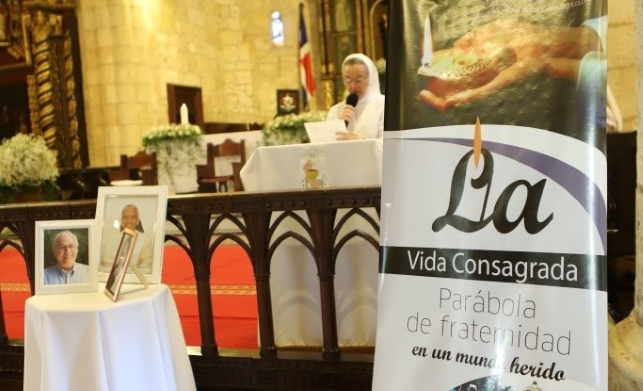 La
Vida Consagrada
Parábola
de fraternidad
en un mundo herido